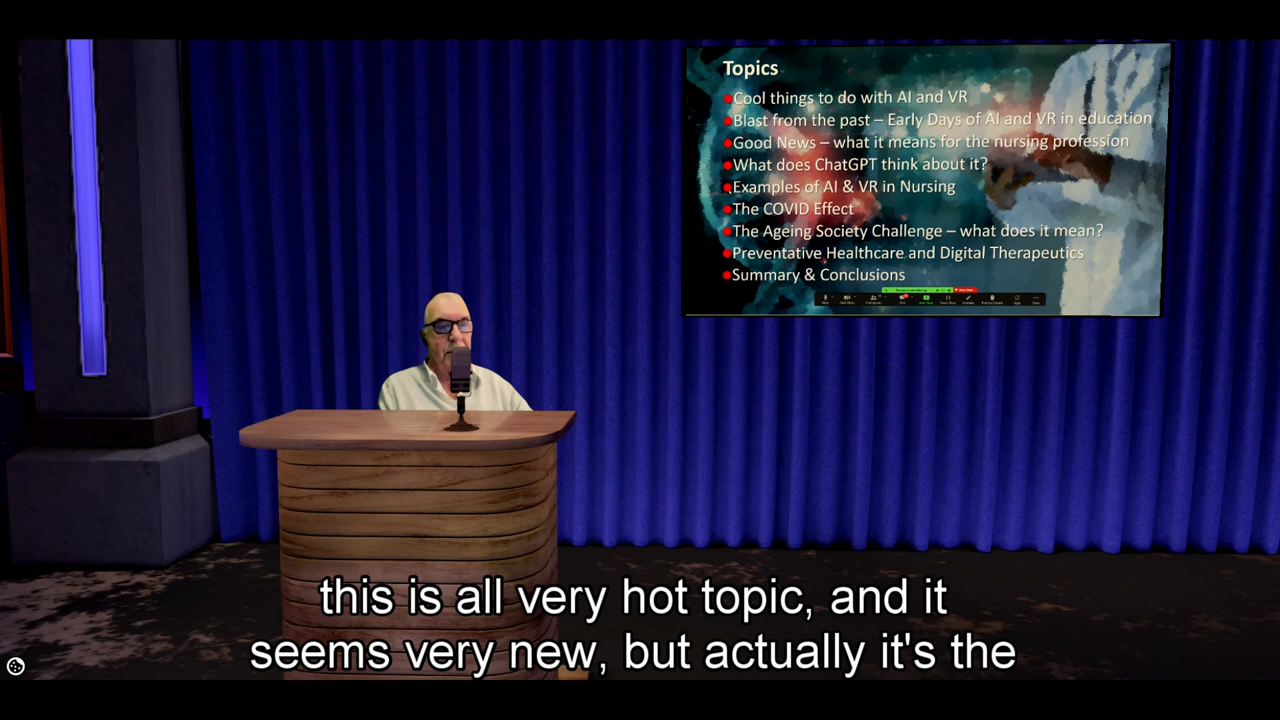 Topics
Cool things to do with AI and VR
Blast from the past – Early Days of AI and VR in education
Good News – what it means for the nursing profession
What does ChatGPT think about it?
Examples of AI & VR in Nursing
The COVID Effect
The Ageing Society Challenge – what does it mean?
Preventative Healthcare and Digital Therapeutics
Summary & Conclusions
this is all very hot topic, and it
seems very new, but actually it's the